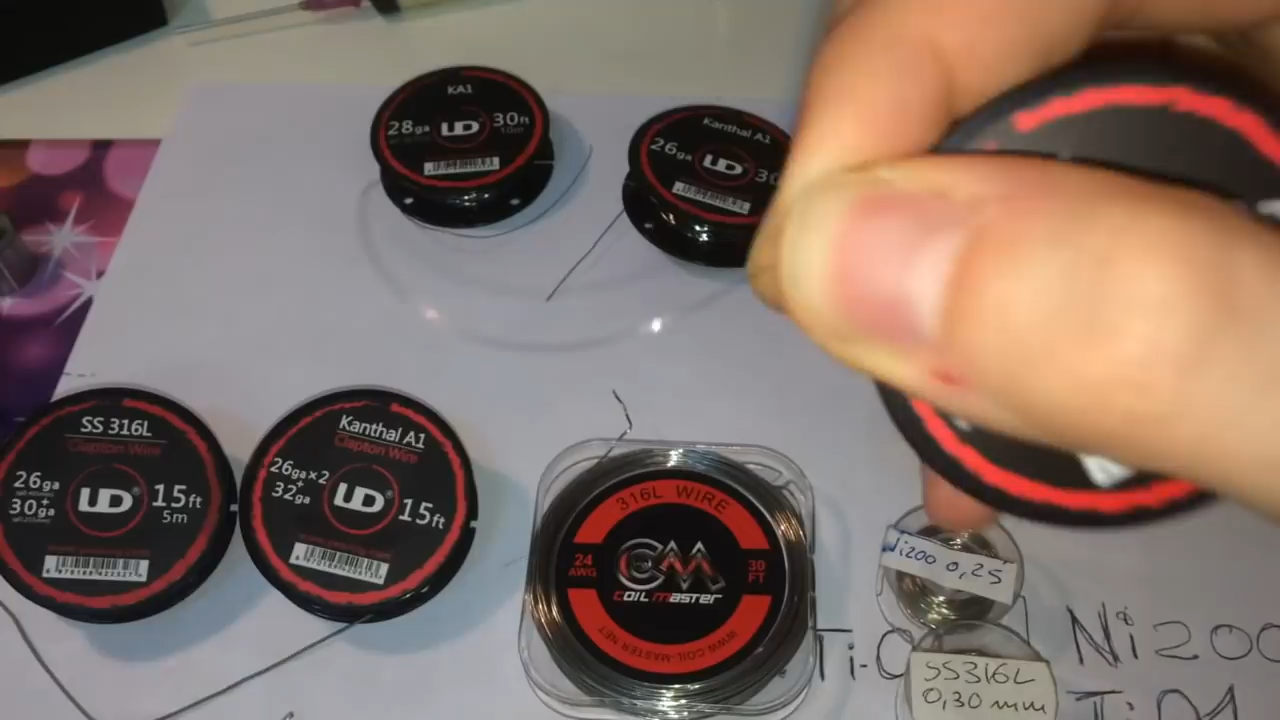 KA1
28ga UD 30ft
10m
Kanthal A1
26ga UD
SS 316L
Clapton Wire
26ga
+
30ga
UD
15ft
5m
Kanthal A1
Clapton Wire
26ga×2
+
32ga
UD
15ft
316L WIRE
24
AWG
CM
COIL MASTER
30
FT
WWW.COIL-MASTER.NET
Ni200 0,25
SS316L
0,30 mm
Ni200